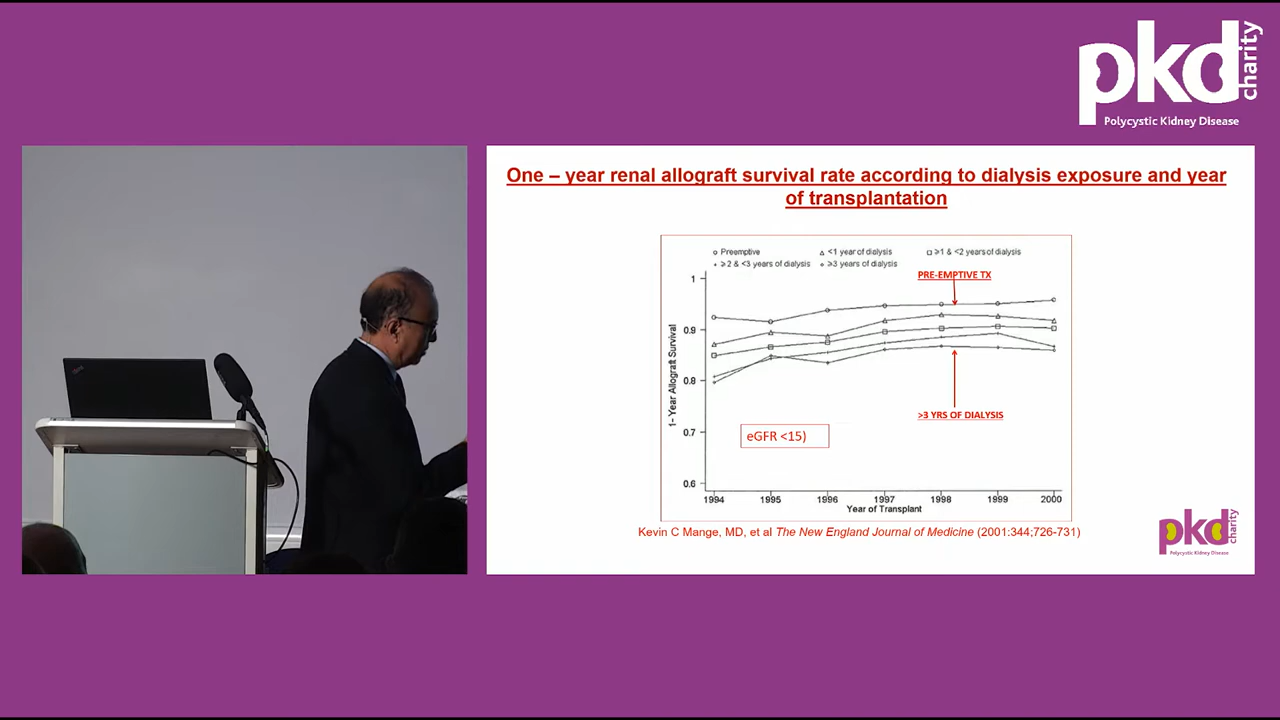 pkd
charity
Polycystic Kidney Disease
One – year renal allograft survival rate according to dialysis exposure and year
of transplantation
Preemptive
<1 year of dialysis
≥1 & <2 years of dialysis
≥2 & <3 years of dialysis
≥3 years of dialysis
PRE-EMPTIVE TX
1
0.9
0.8
0.7
0.6
1- Year Allograft Survival
>3 YRS OF DIALYSIS
eGFR <15)
1994 1995 1996 1997 1998 1999 2000
Year of Transplant
Kevin C Mange, MD, et al The New England Journal of Medicine (2001:344;726-731)
pkd
charity
Polycystic Kidney Disease